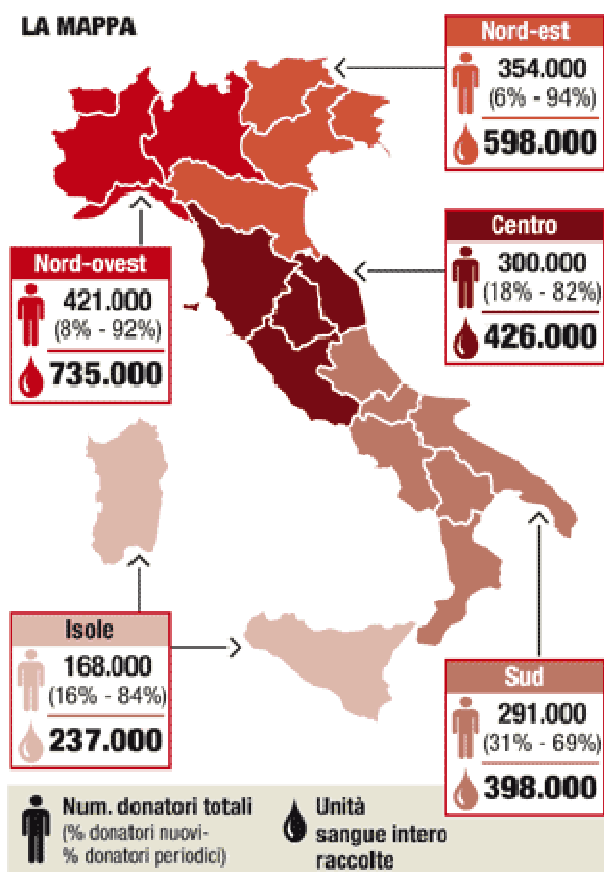 LA MAPPA
Nord-est
354.000
(6% - 94%)
598.000
Centro
300.000
(18% - 82%)
426.000
Nord-ovest
421.000
(8% - 92%)
735.000
Isole
168.000
(16% - 84%)
237.000
Sud
291.000
(31% - 69%)
398.000
Num. donatori totali
(% donatori nuovi-
% donatori periodici)
Unità
sangue intero
raccolte